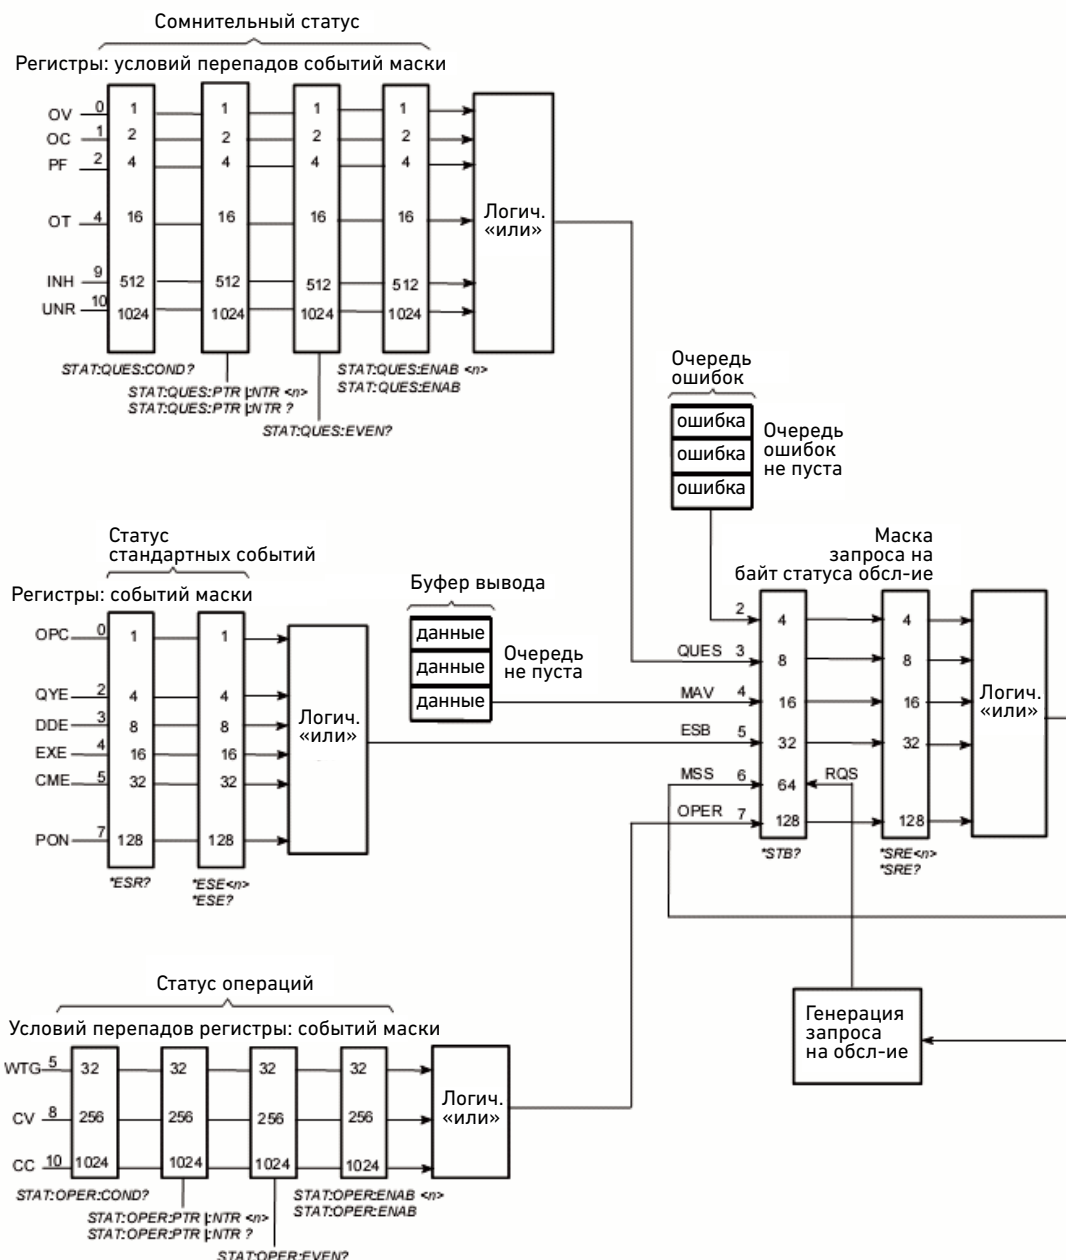 Сомнительный статус
Регистры: условий перепадов событий маски
OV 0 1 1 1 1
OC 1 2 2 2 2
PF 2 4 4 4 4
OT 4 16 16 16 16
Логич.
«или»
INH 9 512 512 512 512
UNR 10 1024 1024 1024 1024
STAT:QUES:COND?
STAT:QUES:PTR |:NTR <n>
STAT:QUES:PTR |:NTR ?
STAT:QUES:EVEN?
STAT:QUES:ENAB <n>
STAT:QUES:ENAB
Очередь
ошибок
ошибка
ошибка
ошибка
Очередь
ошибок
не пуста
Статус
стандартных событий
Регистры: событий маски
OPC 0 1 1
QYE 2 4 4
DDE 3 8 8
EXE 4 16 16
CME 5 32 32
PON 7 128 128
Логич.
«или»
*ESR?
*ESE<n>
*ESE?
Буфер вывода
данные
данные
данные
Очередь
не пуста
Маска
запроса на
байт статуса обсл-ие
2 4 4
QUES 3 8 8
MAV 4 16 16
ESB 5 32 32
MSS 6 64 RQS
OPER 7 128 128
Логич.
«или»
*STB?
*SRE<n>
*SRE?
Генерация
запроса
на обсл-ие
Статус операций
Условий перепадов регистры: событий маски
WTG 5 32 32 32 32
CV 8 256 256 256 256
CC 10 1024 1024 1024 1024
Логич.
«или»
STAT:OPER:COND?
STAT:OPER:PTR |:NTR <n>
STAT:OPER:PTR |:NTR ?
STAT:OPER:EVEN?
STAT:OPER:ENAB <n>
STAT:OPER:ENAB